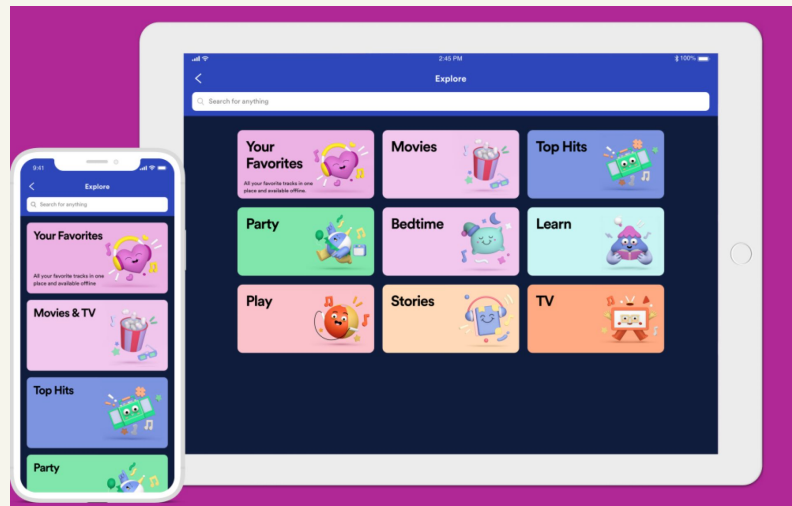 9:41
Explore
Search for anything
Your Favorites
All your favorite tracks in one
place and available offline
Movies & TV
Top Hits
Party
2:45 PM
100%
Explore
Search for anything
Your
Favorites
All your favorite tracks in one
place and available offline.
Movies
Top Hits
Party
Bedtime
Learn
Play
Stories
TV